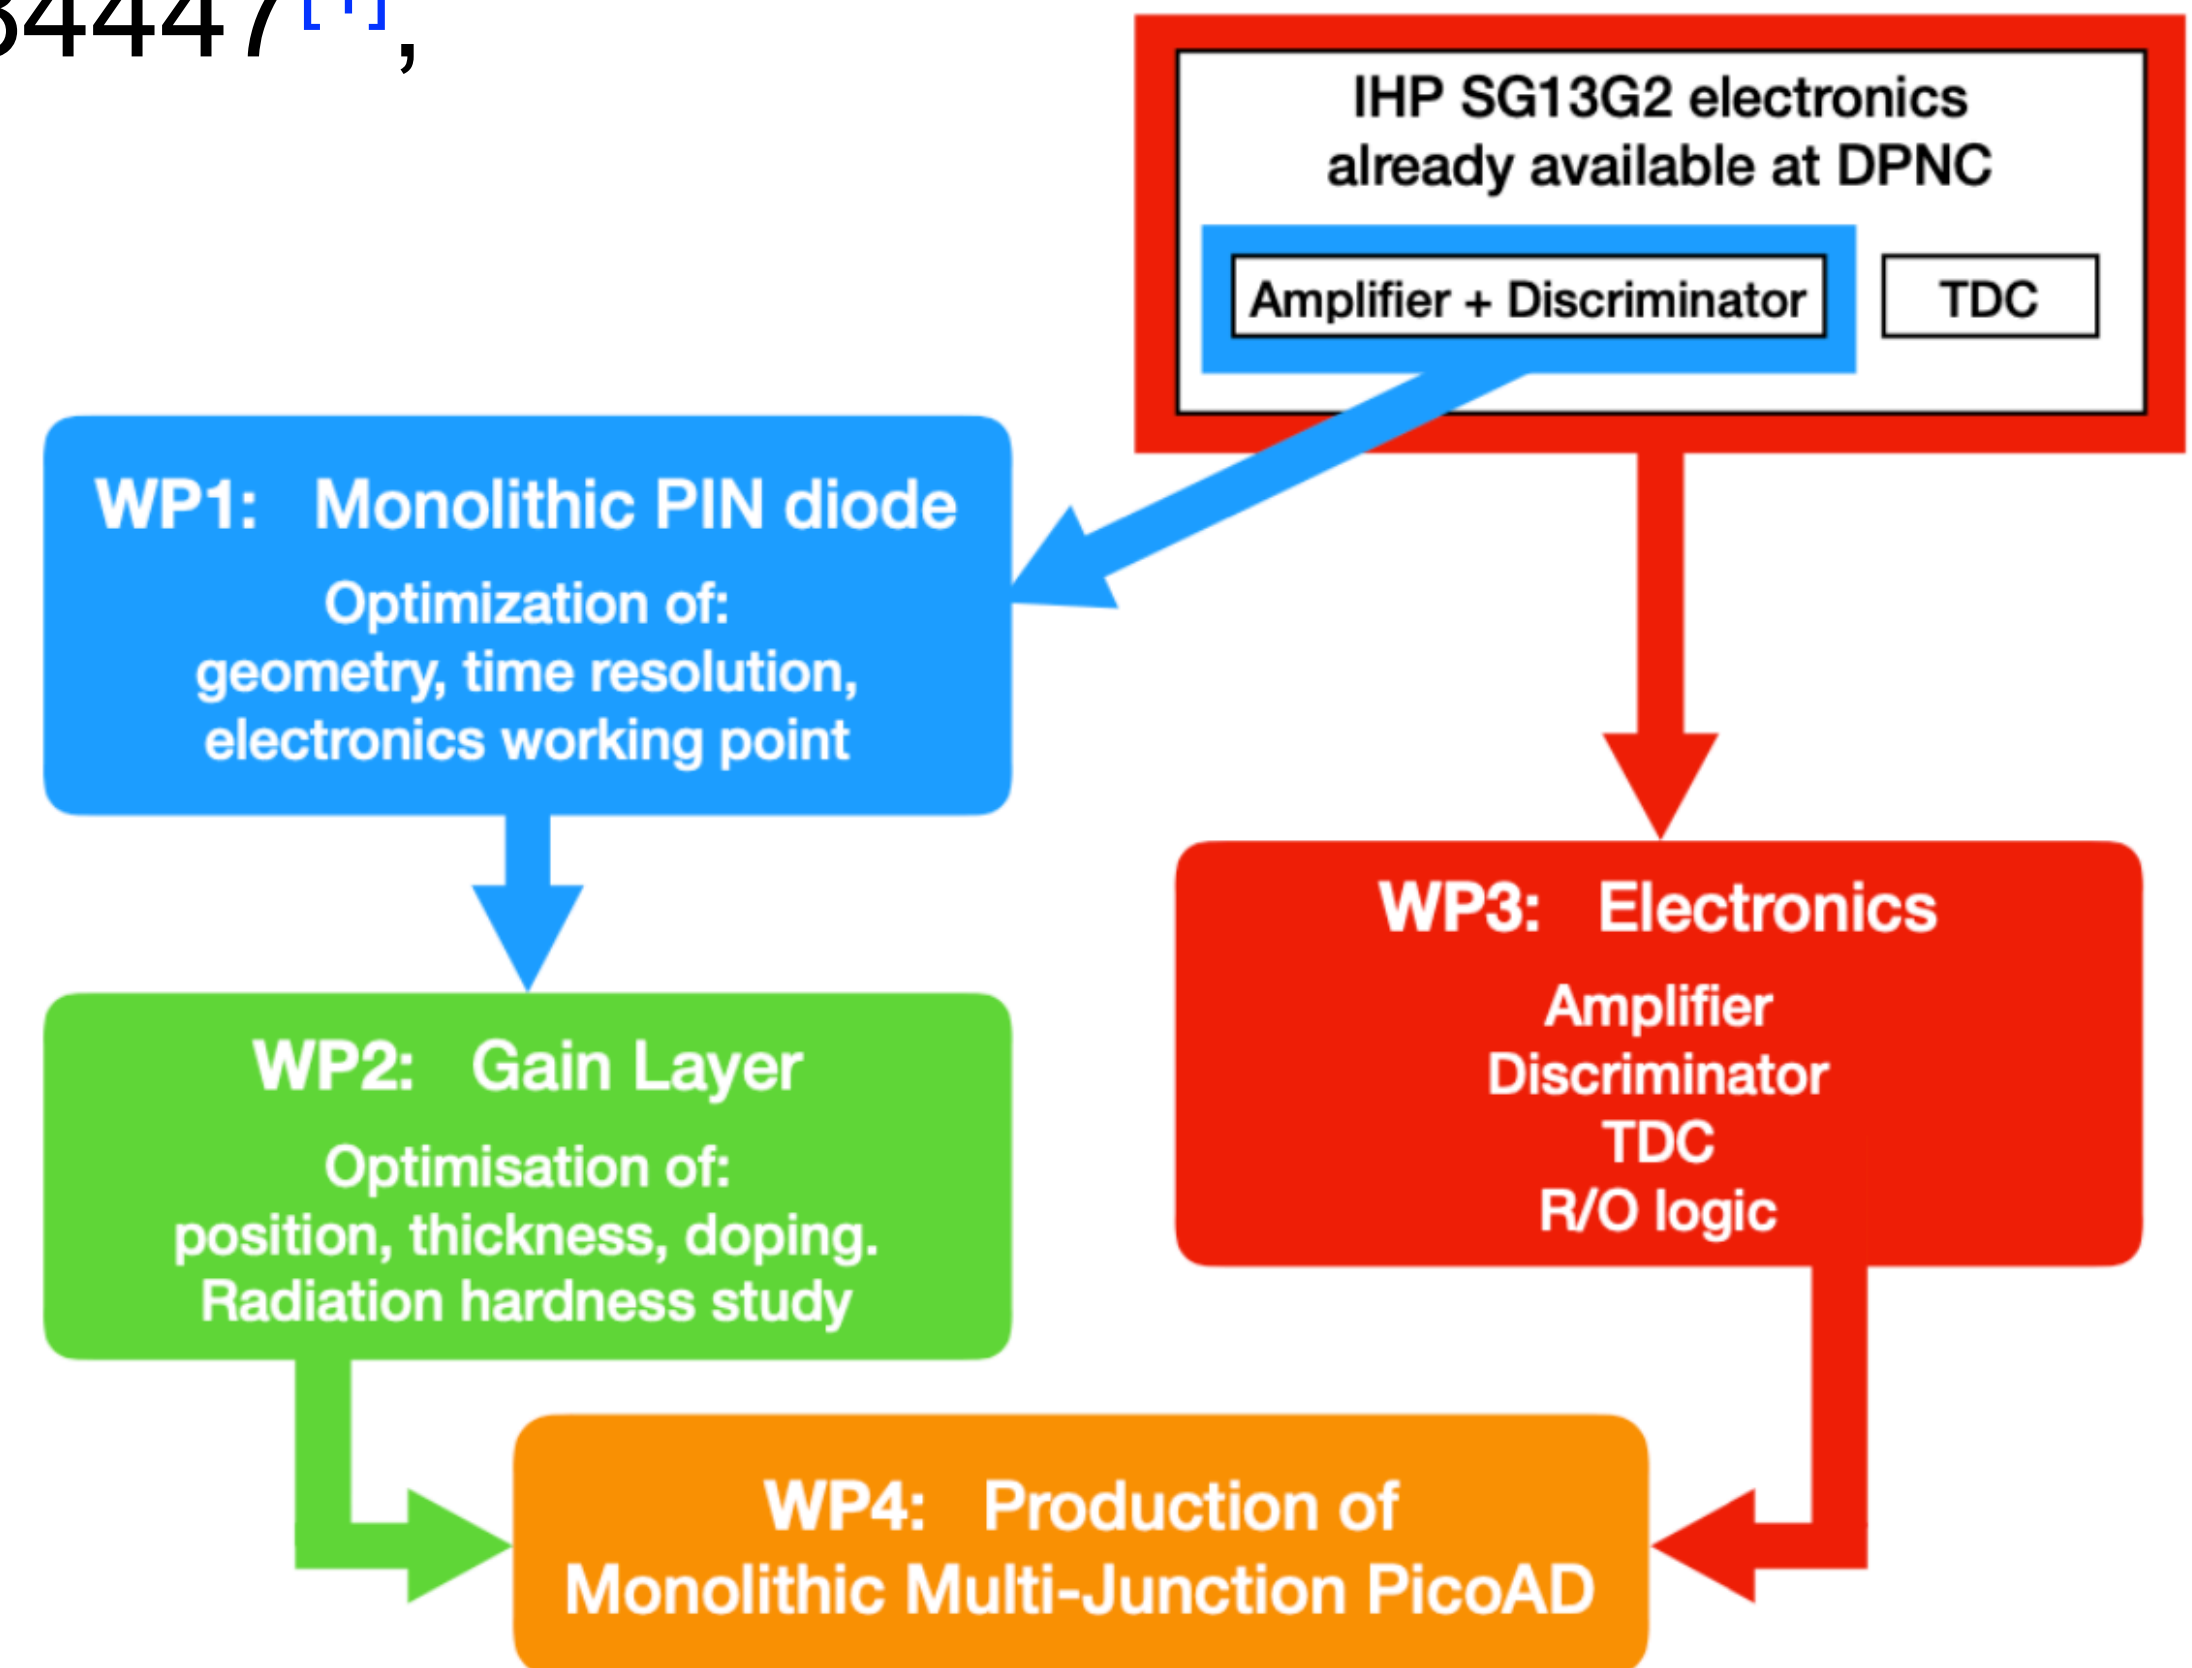 4447
IHP SG13G2 electronics
already available at DPNC
Amplifier + Discriminator
TDC
WP1: Monolithic PIN diode
Optimization of:
geometry, time resolution,
electronics working point
WP3: Electronics
Amplifier
Discriminator
TDC
R/O logic
WP2: Gain Layer
Optimisation of:
position, thickness, doping.
Radiation hardness study
WP4: Production of
Monolithic Multi-Junction PicoAD